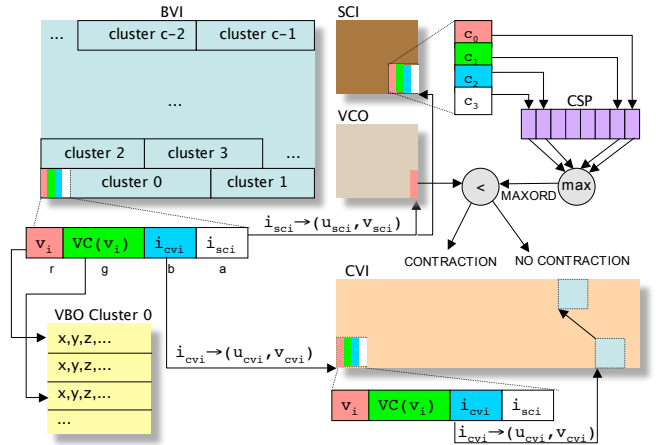 BVI
SCI
... cluster c-2 cluster c-1
c0
c1
c2
c3
...
CSP
VCO
cluster 2 cluster 3 ...
cluster 0 cluster 1
< MAXORD max
isci→(usci,vsci)
vi VC(vi) icvi isci
r g b a
CONTRACTION NO CONTRACTION
CVI
VBO Cluster 0
x,y,z,...
x,y,z,...
x,y,z,...
...
icvi→(ucvi,vcvi)
vi VC(vi) icvi isci
icvi→(ucvi,vcvi)